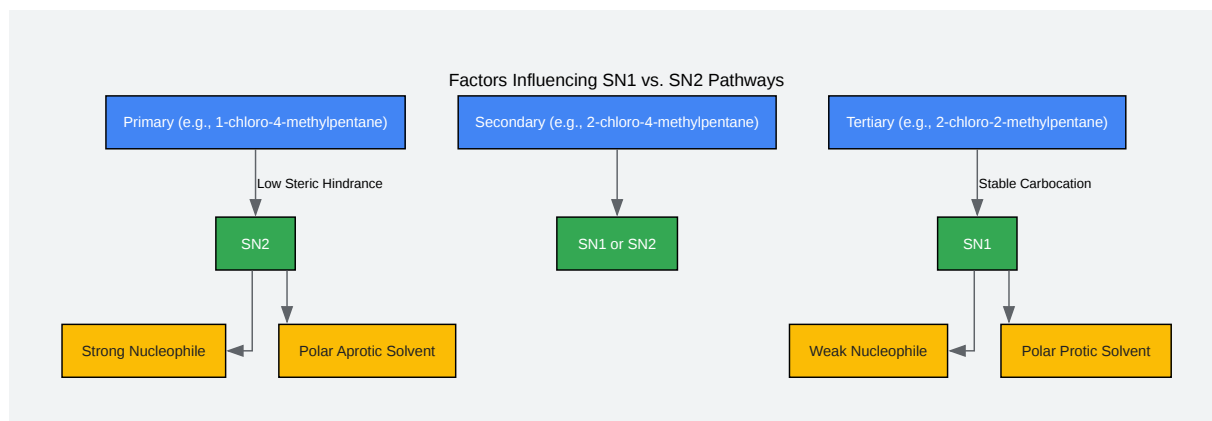 Factors Influencing SN1 vs. SN2 Pathways
Primary (e.g., 1-chloro-4-methylpentane)
Secondary (e.g., 2-chloro-4-methylpentane)
Tertiary (e.g., 2-chloro-2-methylpentane)
Low Steric Hindrance
Stable Carbocation
SN2
SN1 or SN2
SN1
Strong Nucleophile
Polar Aprotic Solvent
Weak Nucleophile
Polar Protic Solvent